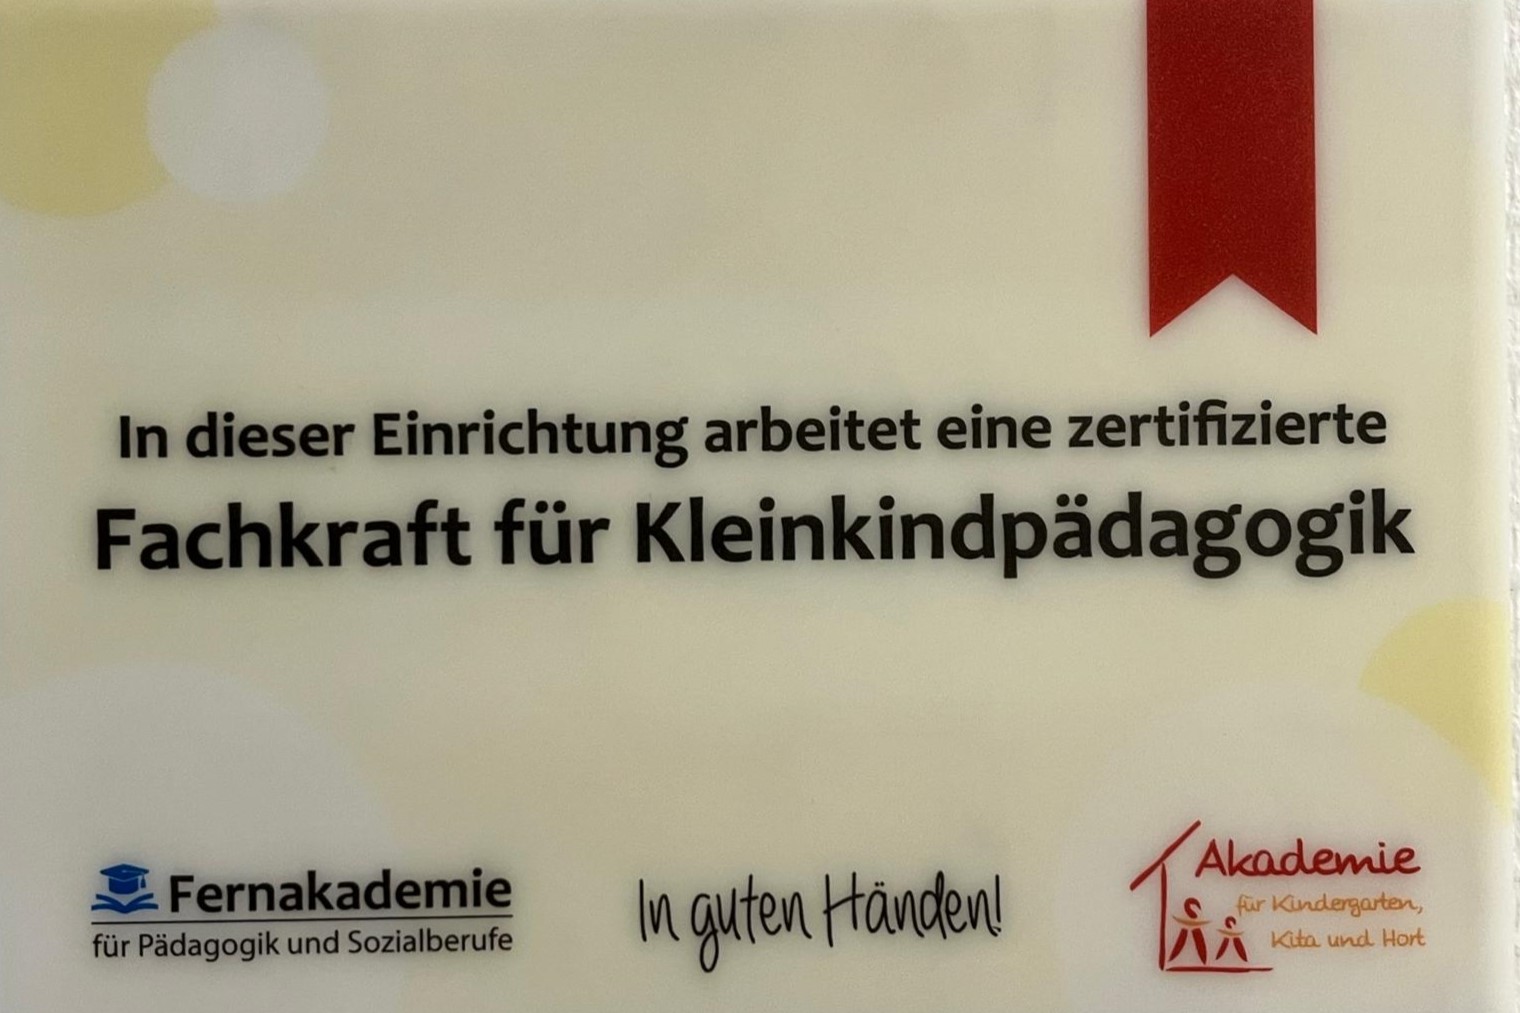 In dieser Einrichtung arbeitet eine zertifizierte
Fachkraft für Kleinkindpädagogik
Fernakademie
für Pädagogik und Sozialberufe
In guten Händen!
Akademie
für Kindergarten,
Kita und Hort